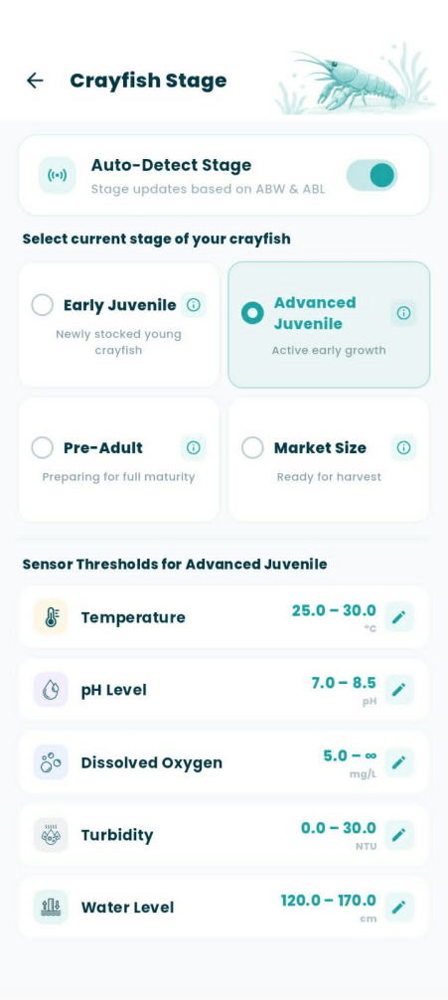 Crayfish Stage
Auto-Detect Stage
Stage updates based on ABW & ABL
Select current stage of your crayfish
Early Juvenile
Newly stocked young
crayfish
Advanced
Juvenile
Active early growth
Pre-Adult
Preparing for full maturity
Market Size
Ready for harvest
Sensor Thresholds for Advanced Juvenile
Temperature
25.0 – 30.0
°C
pH Level
7.0 – 8.5
pH
Dissolved Oxygen
5.0 – ∞
mg/L
Turbidity
0.0 – 30.0
NTU
Water Level
120.0 – 170.0
cm